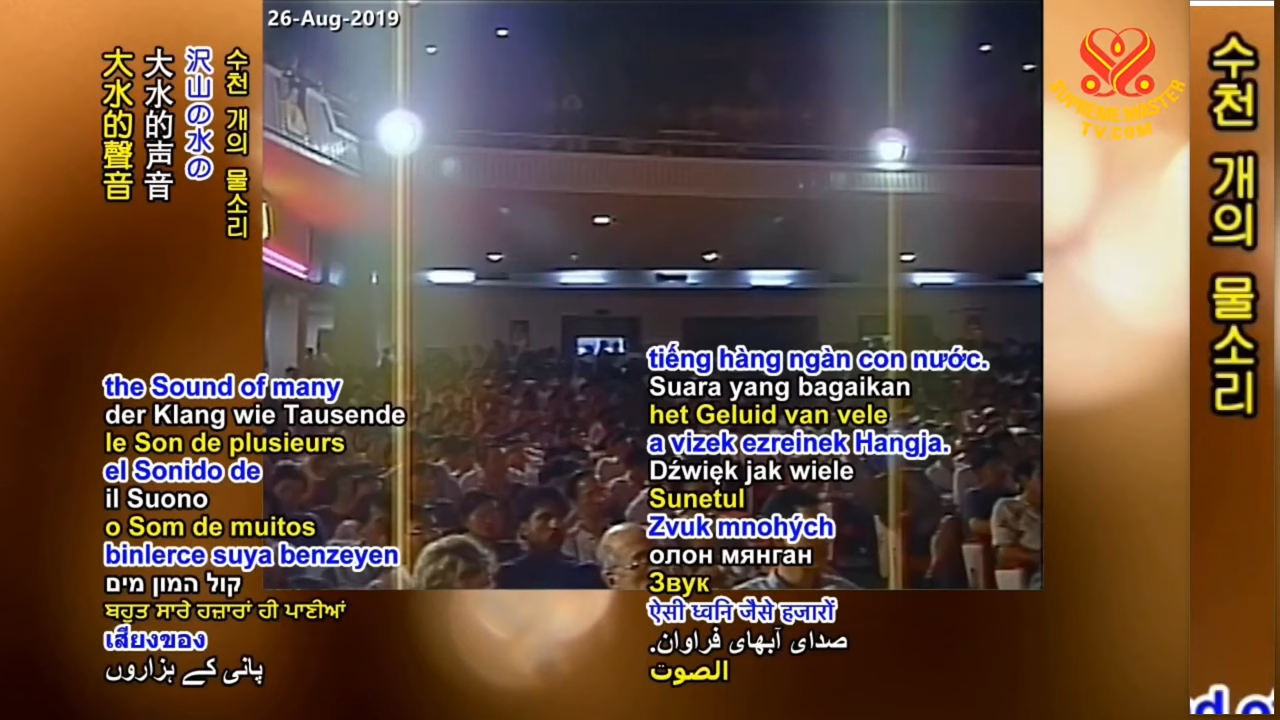 26-Aug-2019
SUPREME MASTER
TV.COM
수천 개의 물소리
沢山の水の
大水的声音
大水的聲音
수천 개의 물소리
the Sound of many
der Klang wie Tausende
le Son de plusieurs
el Sonido de
il Suono
o Som de muitos
binlerce suya benzeyen
קול המון מים
ਬਹੁਤ ਸਾਰੇ ਹਜ਼ਾਰਾਂ ਹੀ ਪਾਣੀਆਂ
เสียงของ
پانی کے ہزاروں
tiếng hàng ngàn con nước.
Suara yang bagaikan
het Geluid van vele
a vizek ezreinek Hangja.
Dźwięk jak wiele
Sunetul
Zvuk mnohých
олон мянган
Звук
ऐसी ध्वनि जैसे हजारों
صدای آبهای فراوان.
الصوت